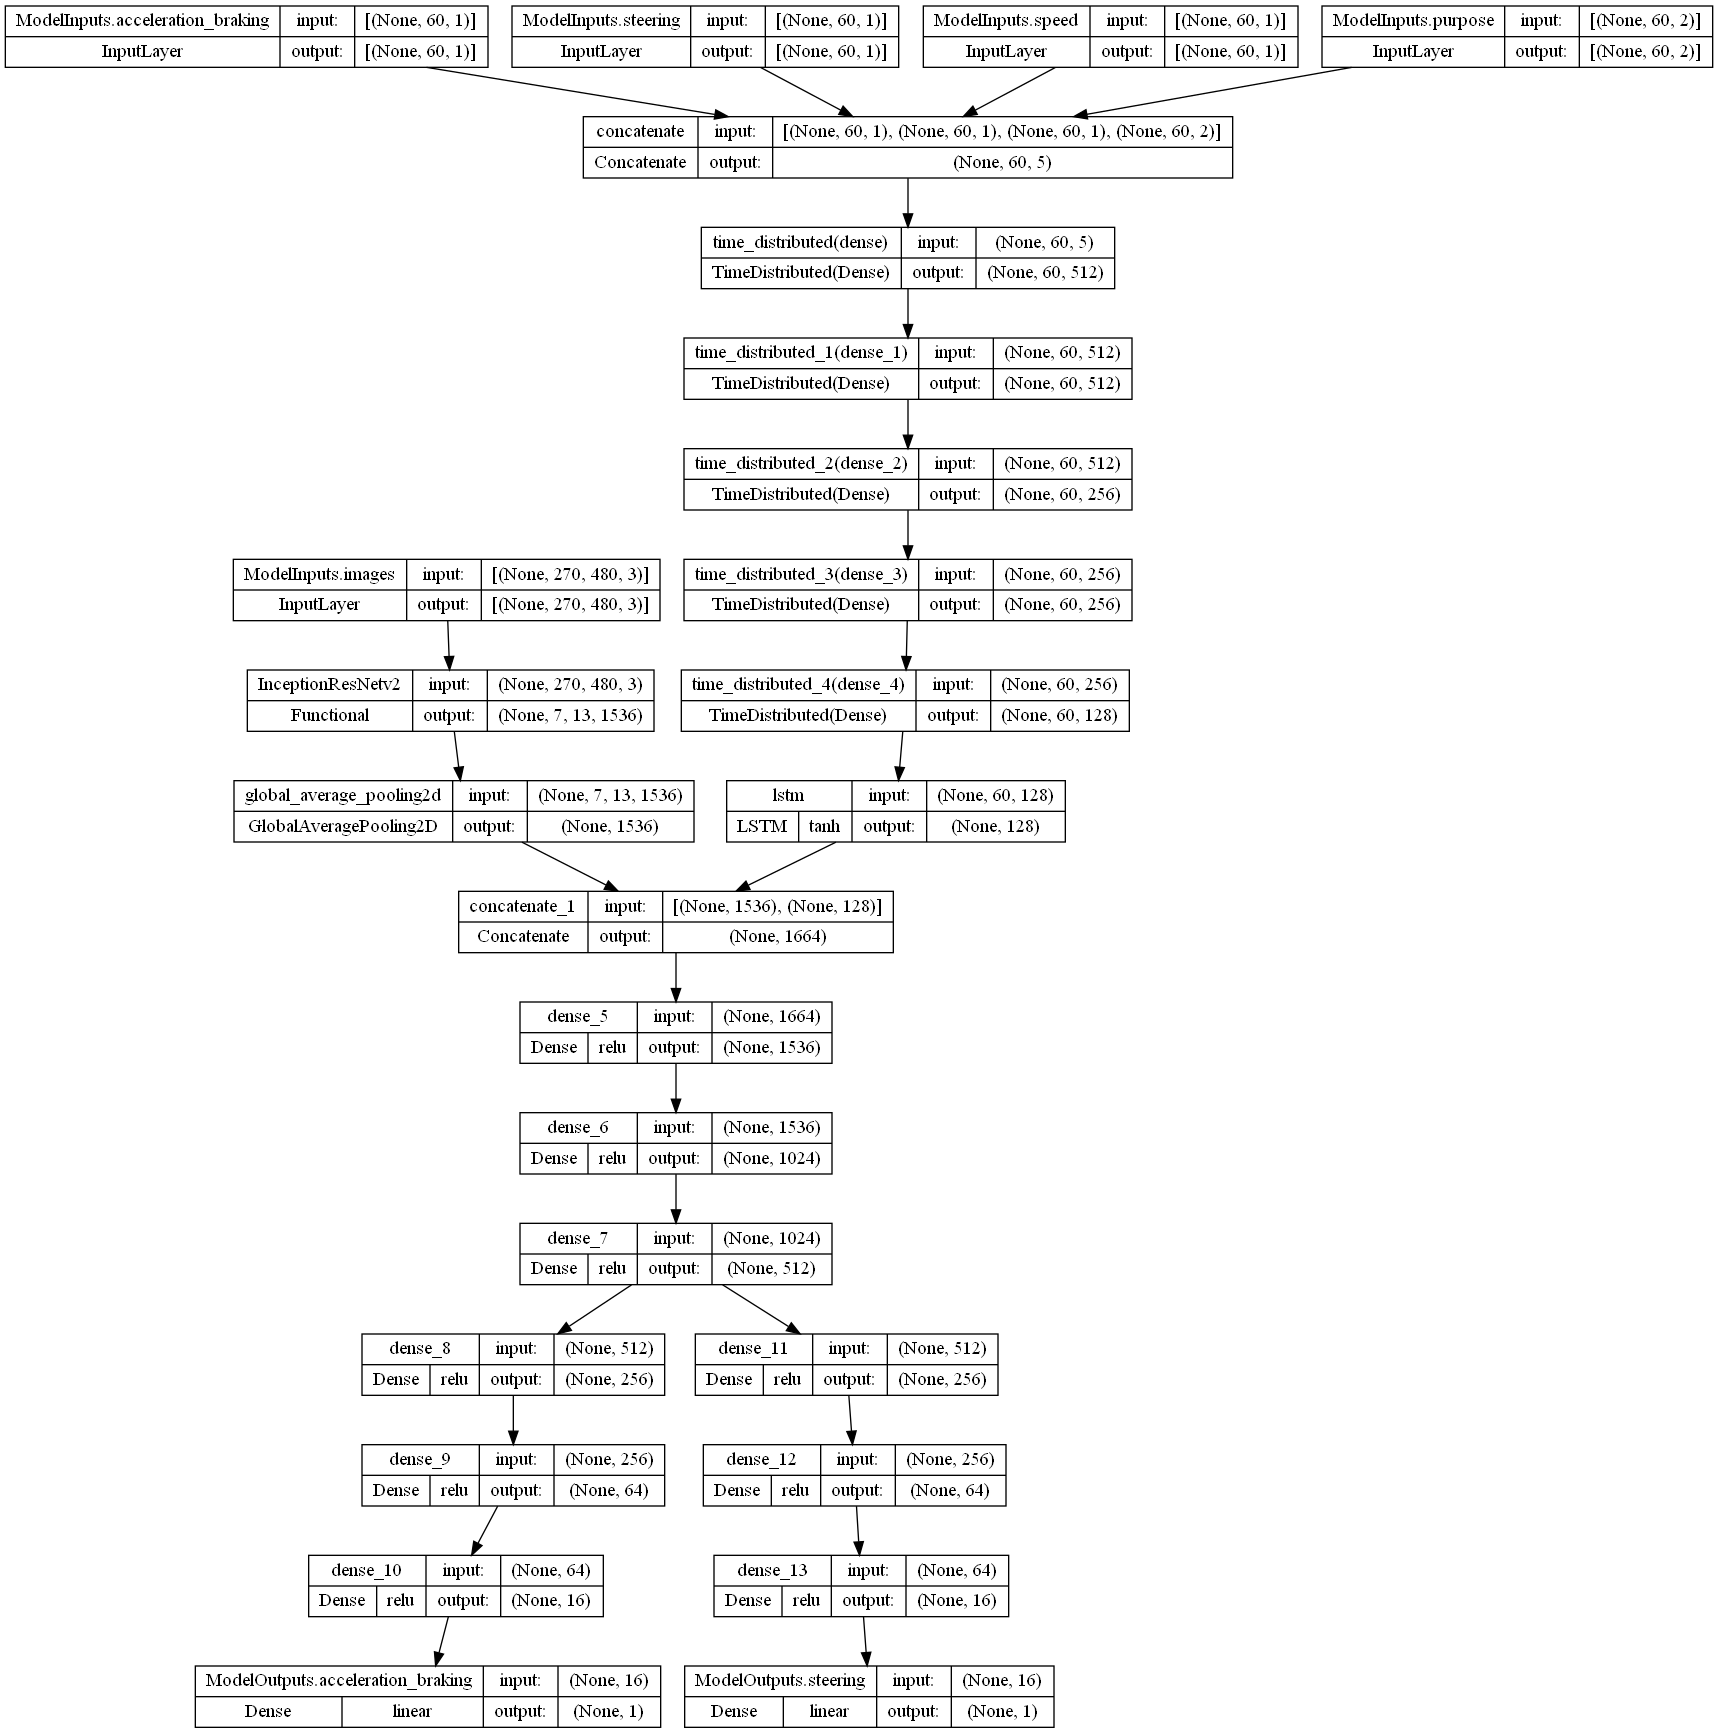 ModelInputs.acceleration_braking input: [(None, 60, 1)]
InputLayer output: [(None, 60, 1)]
ModelInputs.steering input: [(None, 60, 1)]
InputLayer output: [(None, 60, 1)]
ModelInputs.speed input: [(None, 60, 1)]
InputLayer output: [(None, 60, 1)]
ModelInputs.purpose input: [(None, 60, 2)]
InputLayer output: [(None, 60, 2)]
concatenate input: [(None, 60, 1), (None, 60, 1), (None, 60, 1), (None, 60, 2)]
Concatenate output: (None, 60, 5)
time_distributed(dense) input: (None, 60, 5)
TimeDistributed(Dense) output: (None, 60, 512)
time_distributed_1(dense_1) input: (None, 60, 512)
TimeDistributed(Dense) output: (None, 60, 512)
time_distributed_2(dense_2) input: (None, 60, 512)
TimeDistributed(Dense) output: (None, 60, 256)
ModelInputs.images input: [(None, 270, 480, 3)]
InputLayer output: [(None, 270, 480, 3)]
time_distributed_3(dense_3) input: (None, 60, 256)
TimeDistributed(Dense) output: (None, 60, 256)
InceptionResNetv2 input: (None, 270, 480, 3)
Functional output: (None, 7, 13, 1536)
time_distributed_4(dense_4) input: (None, 60, 256)
TimeDistributed(Dense) output: (None, 60, 128)
global_average_pooling2d input: (None, 7, 13, 1536)
GlobalAveragePooling2D output: (None, 1536)
lstm input: (None, 60, 128)
LSTM tanh output: (None, 128)
concatenate_1 input: [(None, 1536), (None, 128)]
Concatenate output: (None, 1664)
dense_5 input: (None, 1664)
Dense relu output: (None, 1536)
dense_6 input: (None, 1536)
Dense relu output: (None, 1024)
dense_7 input: (None, 1024)
Dense relu output: (None, 512)
dense_8 input: (None, 512)
Dense relu output: (None, 256)
dense_11 input: (None, 512)
Dense relu output: (None, 256)
dense_9 input: (None, 256)
Dense relu output: (None, 64)
dense_12 input: (None, 256)
Dense relu output: (None, 64)
dense_10 input: (None, 64)
Dense relu output: (None, 16)
dense_13 input: (None, 64)
Dense relu output: (None, 16)
ModelOutputs.acceleration_braking input: (None, 16)
Dense linear output: (None, 1)
ModelOutputs.steering input: (None, 16)
Dense linear output: (None, 1)